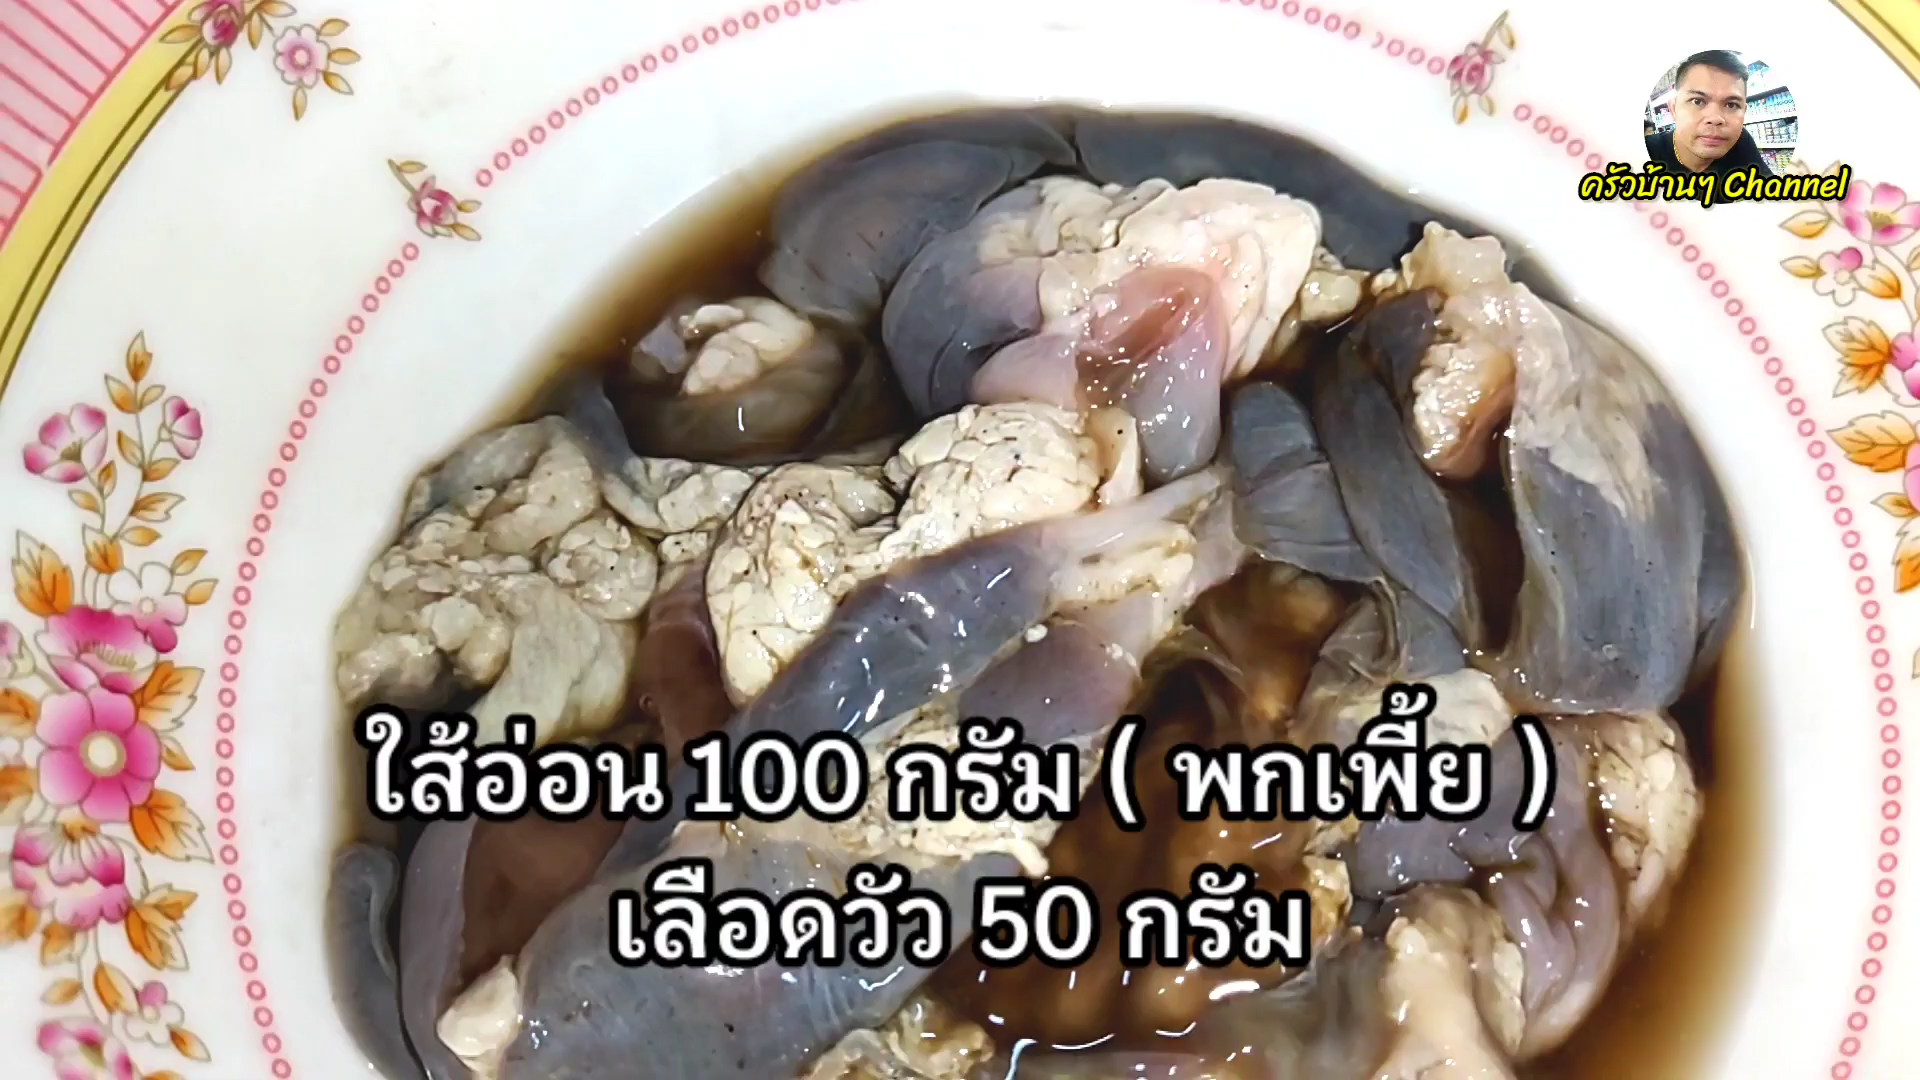 ครัวบ้านๆ Channel
ใส้อ่อน 100 กรัม ( พกเพี้ย )
เลือดวัว 50 กรัม